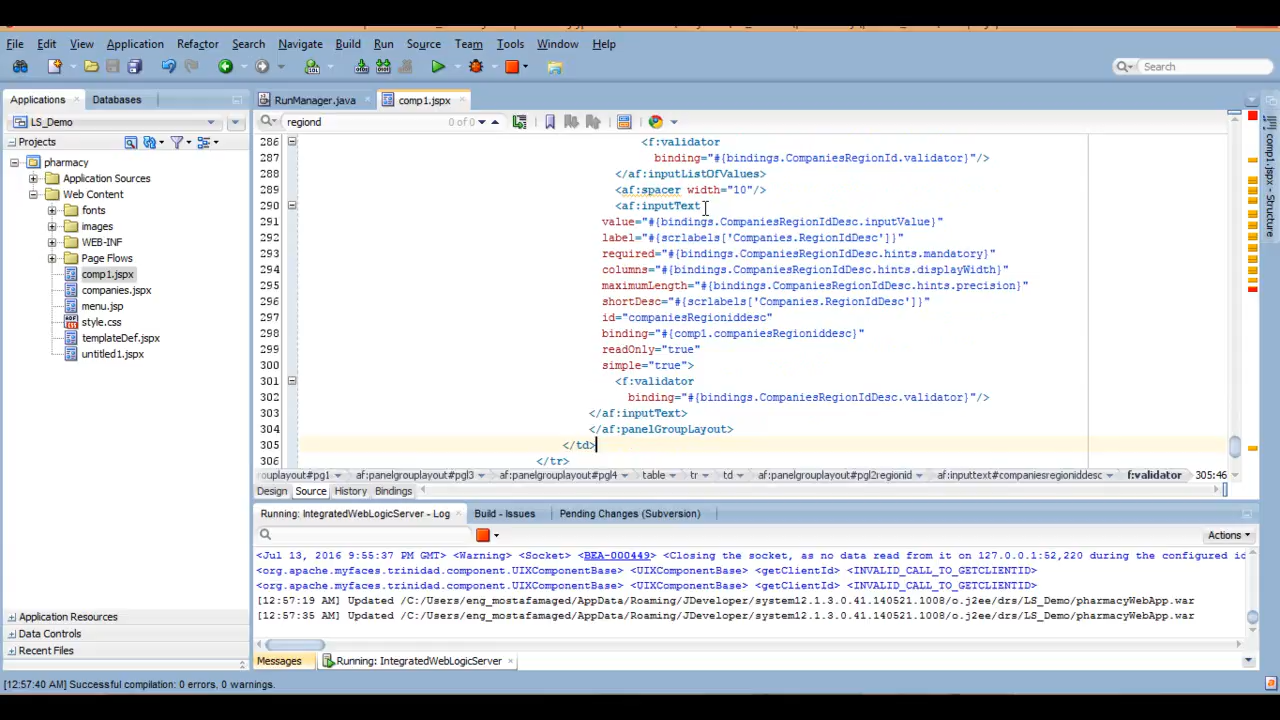 File Edit View Application Refactor Search Navigate Build Run Source Team Tools Window Help
Search
Applications Databases RunManager.java comp1.jspx
LS_Demo regiond 0 of 0
Projects
pharmacy
Application Sources
Web Content
fonts
images
WEB-INF
Page Flows
comp1.jspx
companies.jspx
menu.jsp
style.css
templateDef.jspx
untitled1.jspx
286 <f:validator
287 binding="#{bindings.CompaniesRegionId.validator}"/>
288 </af:inputListOfValues>
289 <af:spacer width="10"/>
290 <af:inputText
291 value="#{bindings.CompaniesRegionIdDesc.inputValue}"
292 label="#{scrlabels['Companies.RegionIdDesc']}"
293 required="#{bindings.CompaniesRegionIdDesc.hints.mandatory}"
294 columns="#{bindings.CompaniesRegionIdDesc.hints.displayWidth}"
295 maximumLength="#{bindings.CompaniesRegionIdDesc.hints.precision}"
296 shortDesc="#{scrlabels['Companies.RegionIdDesc']}"
297 id="companiesRegioniddesc"
298 binding="#{comp1.companiesRegioniddesc}"
299 readOnly="true"
300 simple="true">
301 <f:validator
302 binding="#{bindings.CompaniesRegionIdDesc.validator}"/>
303 </af:inputText>
304 </af:panelGroupLayout>
305 </td>
306 </tr>
comp1.jspx - Structure
ouplayout#pg1 af:panelgrouplayout#pgl3 af:panelgrouplayout#pgl4 table tr td af:panelgrouplayout#pgl2regionid af:inputtext#companiesregioniddesc f:validator 305:46
Design Source History Bindings
Running: IntegratedWebLogicServer - Log Build - Issues Pending Changes (Subversion)
Actions
<Jul 13, 2016 9:55:37 PM GMT> <Warning> <Socket> <BEA-000449> <Closing the socket, as no data read from it on 127.0.0.1:52,220 during the configured id
<org.apache.myfaces.trinidad.component.UIXComponentBase> <UIXComponentBase> <getClientId> <INVALID_CALL_TO_GETCLIENTID>
<org.apache.myfaces.trinidad.component.UIXComponentBase> <UIXComponentBase> <getClientId> <INVALID_CALL_TO_GETCLIENTID>
[12:57:19 AM] Updated /C:/Users/eng_mostafamaged/AppData/Roaming/JDeveloper/system12.1.3.0.41.140521.1008/o.j2ee/drs/LS_Demo/pharmacyWebApp.war
[12:57:35 AM] Updated /C:/Users/eng_mostafamaged/AppData/Roaming/JDeveloper/system12.1.3.0.41.140521.1008/o.j2ee/drs/LS_Demo/pharmacyWebApp.war
Application Resources
Data Controls
Recent Files
Messages Running: IntegratedWebLogicServer
[12:57:40 AM] Successful compilation: 0 errors, 0 warnings.